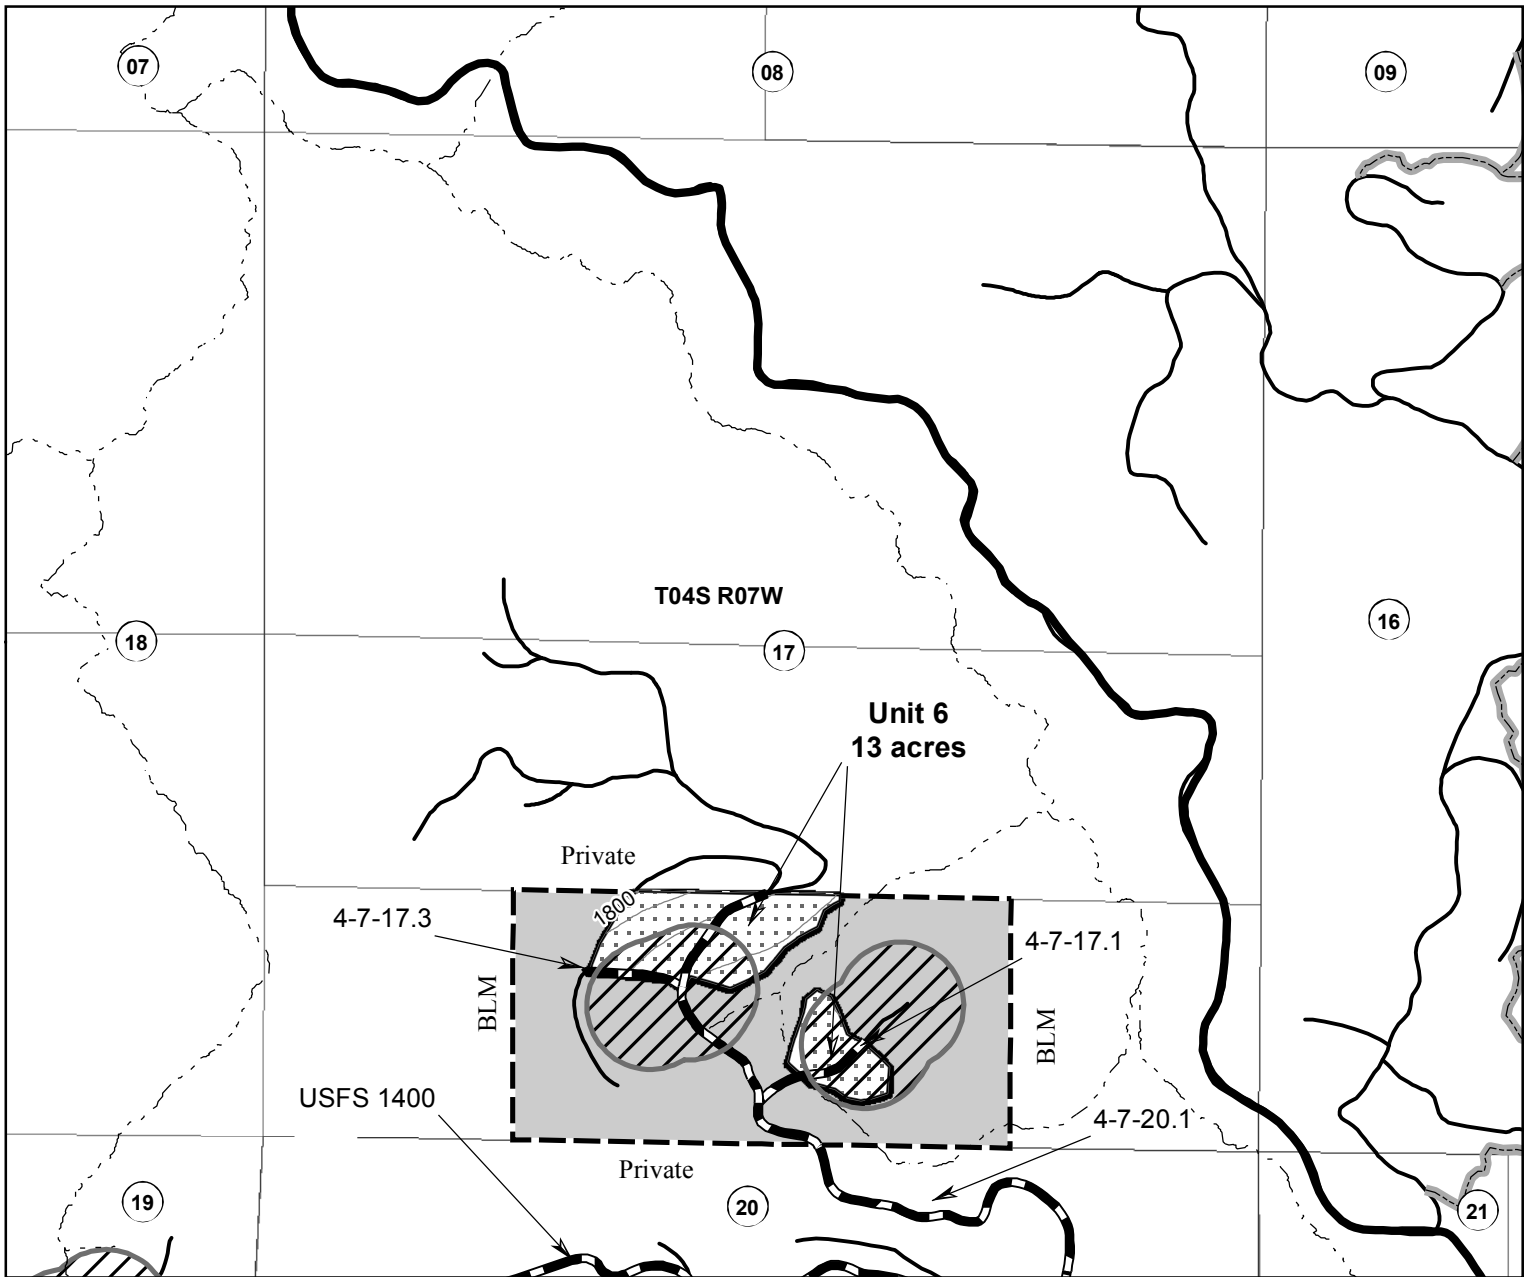 07
08
09
T04S R07W
16
18
17
Unit 6
13 acres
Private
1800
4-7-17.3
4-7-17.1
BLM
BLM
USFS 1400
4-7-20.1
Private
19
20
21